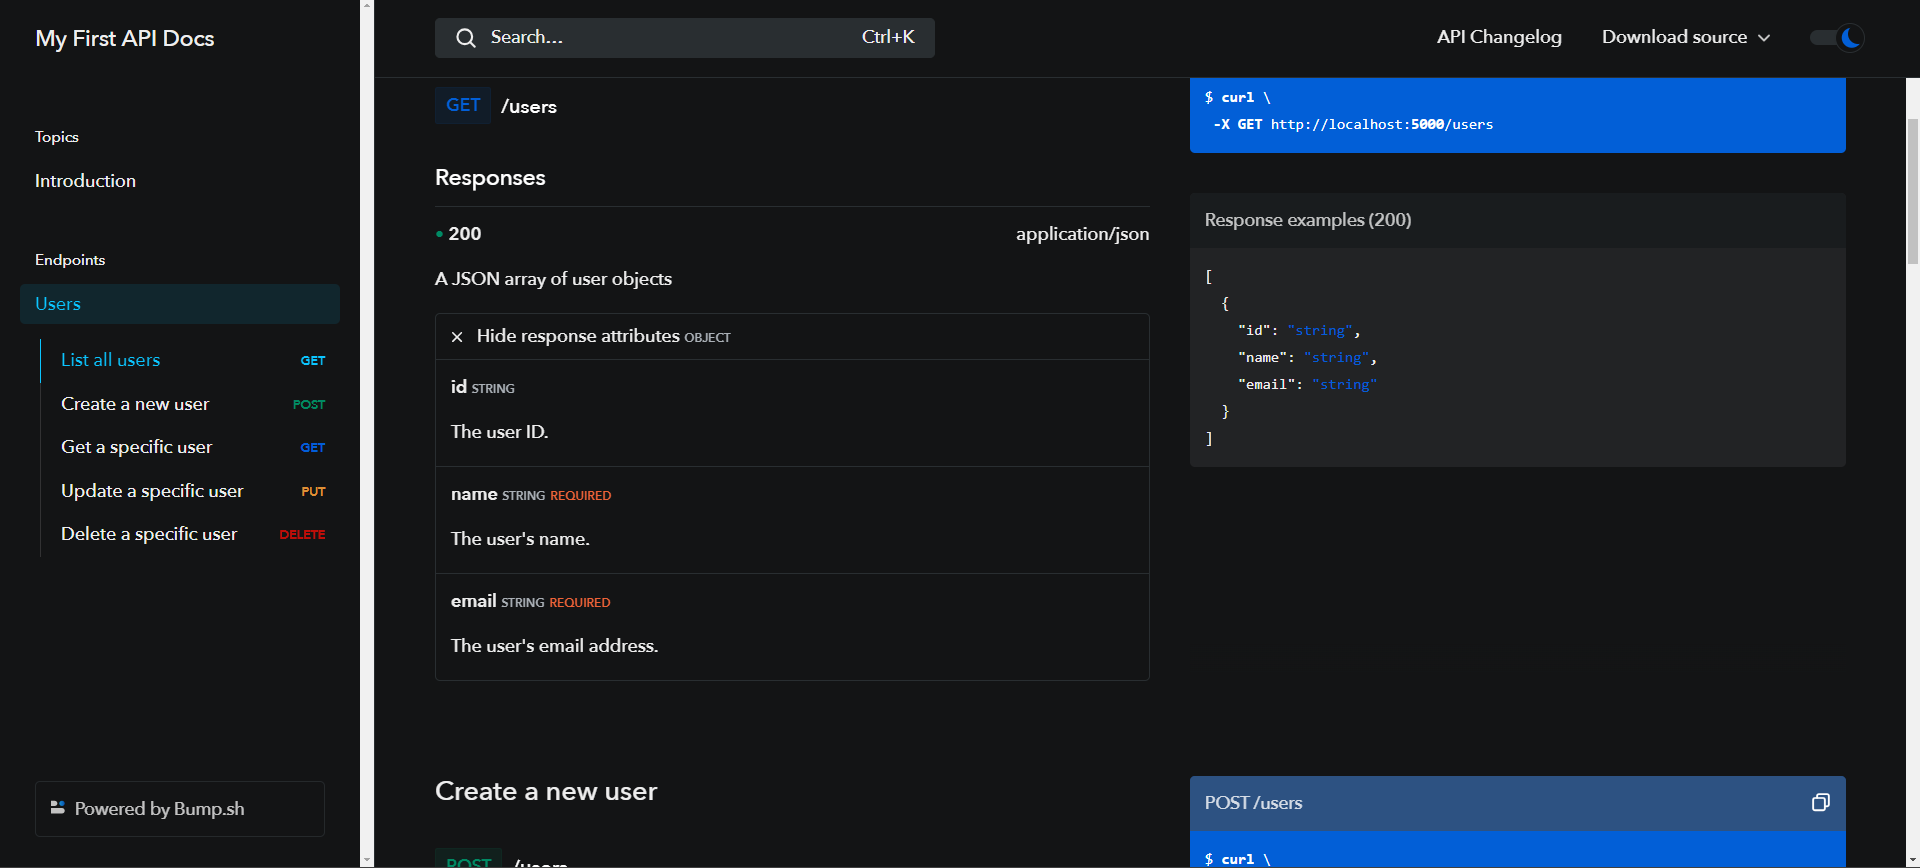 My First API Docs
Search... Ctrl+K
API Changelog
Download source
Topics
Introduction
Endpoints
Users
List all users GET
Create a new user POST
Get a specific user GET
Update a specific user PUT
Delete a specific user DELETE
Powered by Bump.sh
GET /users
Responses
200 application/json
A JSON array of user objects
Hide response attributes OBJECT
id STRING
The user ID.
name STRING REQUIRED
The user's name.
email STRING REQUIRED
The user's email address.
$ curl \
-X GET http://localhost:5000/users
Response examples (200)
[
{
"id": "string",
"name": "string",
"email": "string"
}
]
Create a new user
POST /users
POST /users
$ curl \